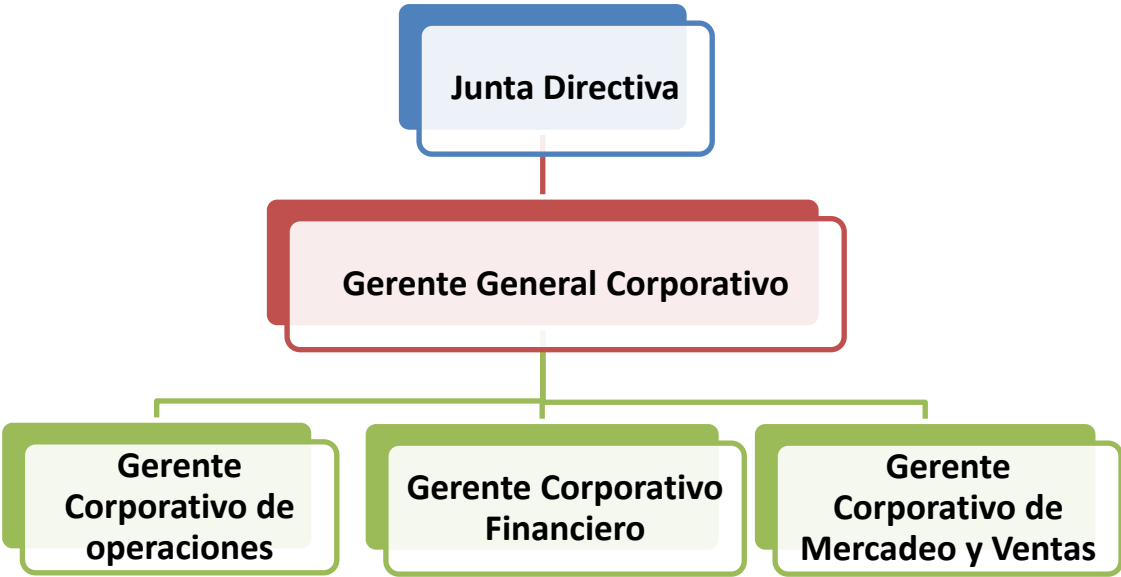 Junta Directiva
Gerente General Corporativo
Gerente
Corporativo de
operaciones
Gerente Corporativo
Financiero
Gerente
Corporativo de
Mercadeo y Ventas